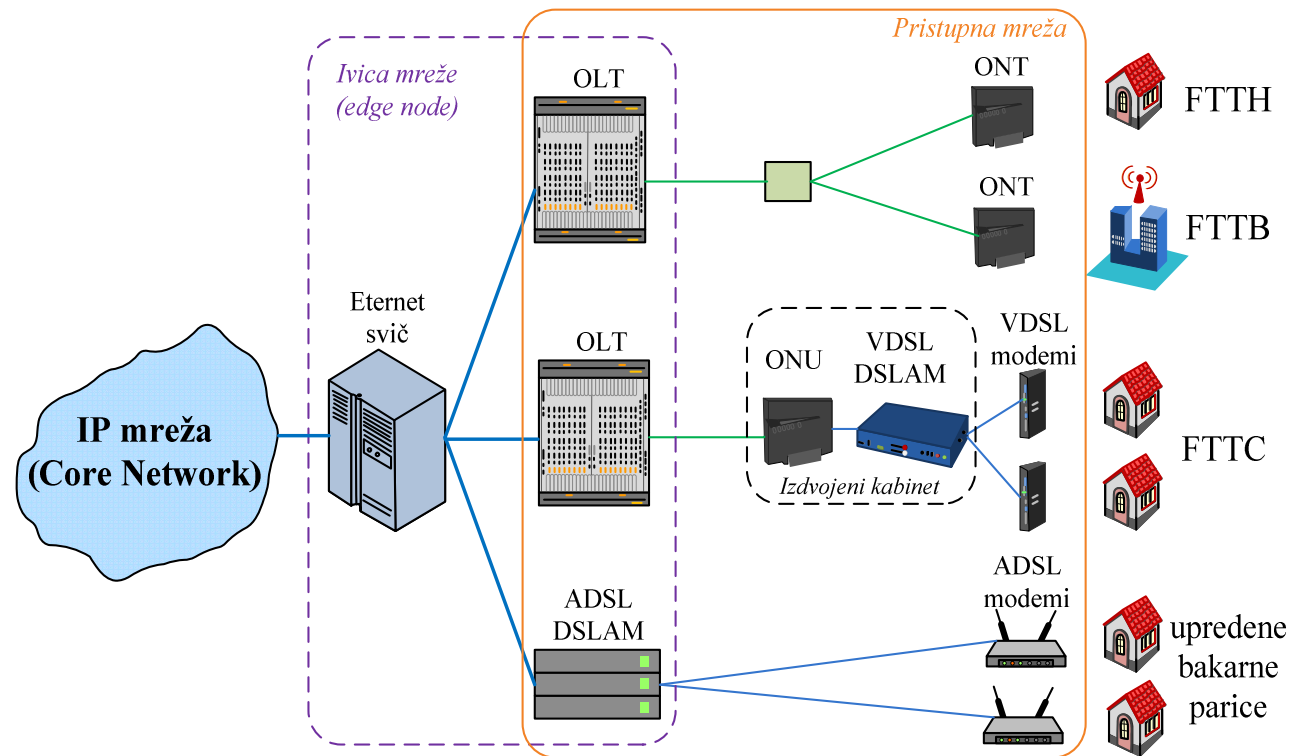 Pristupna mreža
Ivica mreže
(edge node)
OLT
ONT
FTTH
ONT
FTTB
Eternet
svič
OLT
ONU
VDSL
DSLAM
VDSL
modemi
IP mreža
(Core Network)
FTTC
Izdvojeni kabinet
ADSL
DSLAM
ADSL
modemi
upredene
bakarne
parice